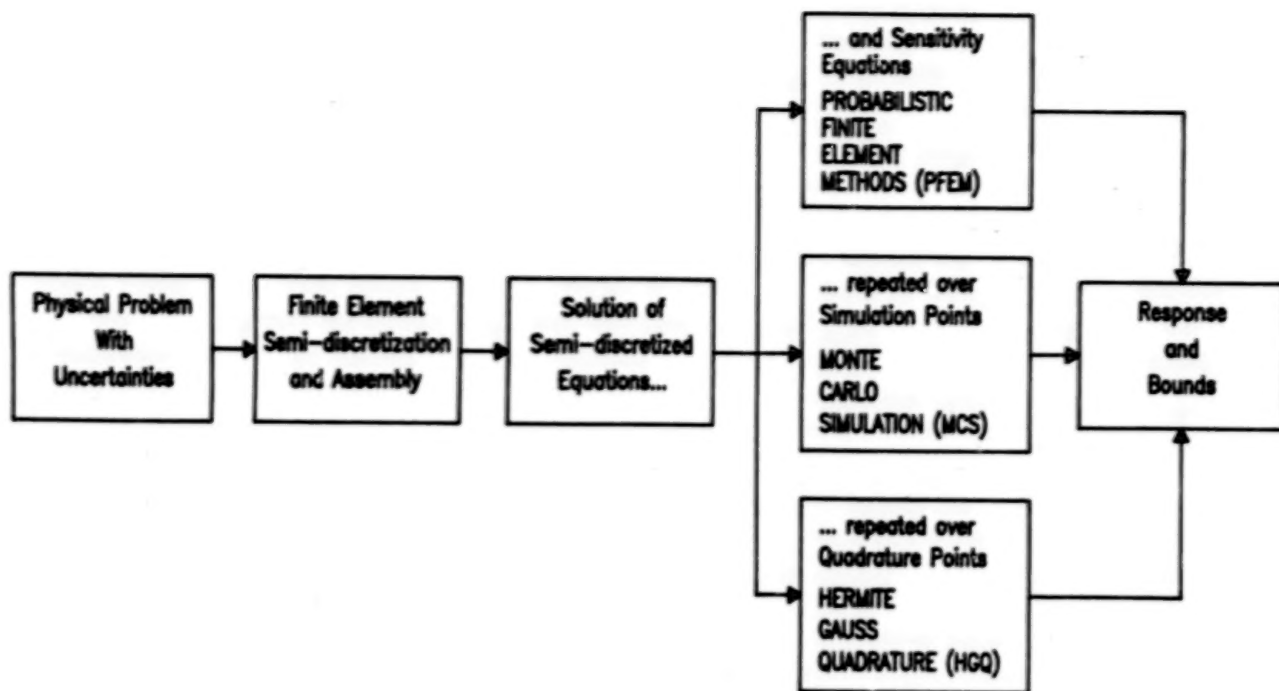 Physical Problem
With
Uncertainties
Finite Element
Semi-discretization
and Assembly
Solution of
Semi-discretized
Equations...
... and Sensitivity
Equations
PROBABILISTIC
FINITE
ELEMENT
METHODS (PFEM)
... repeated over
Simulation Points
MONTE
CARLO
SIMULATION (MCS)
... repeated over
Quadrature Points
HERMITE
GAUSS
QUADRATURE (HGQ)
Response
and
Bounds